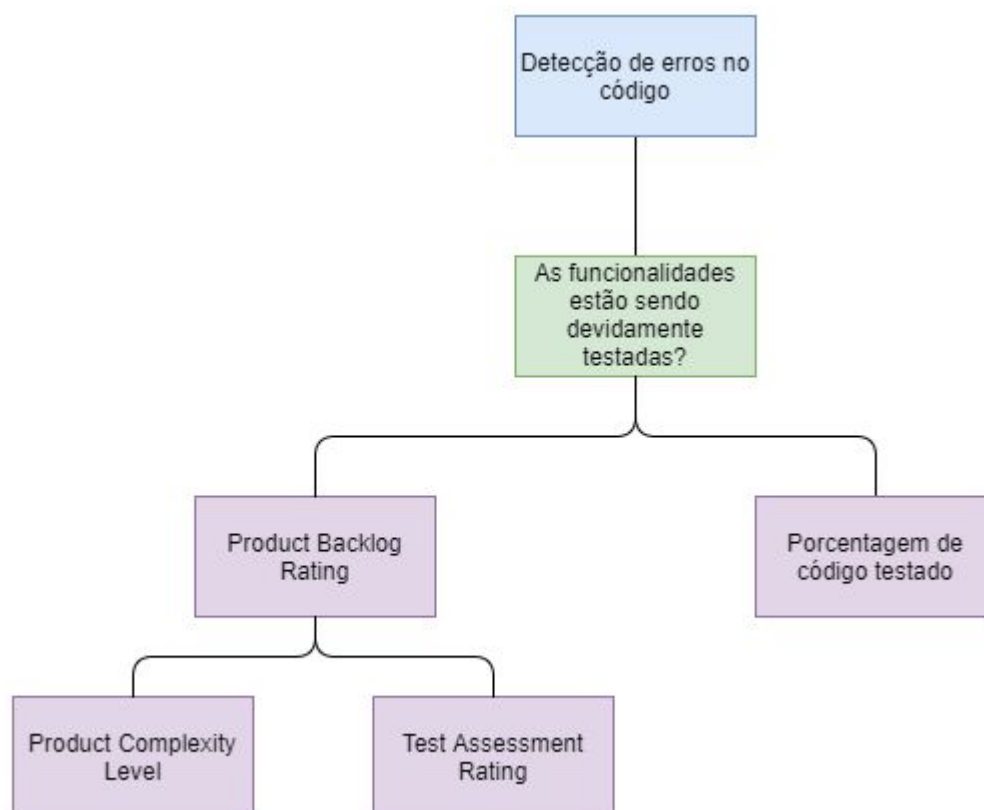 Detecção de erros no
código
As funcionalidades
estão sendo
devidamente
testadas?
Product Backlog
Rating
Porcentagem de
código testado
Product Complexity
Level
Test Assessment
Rating